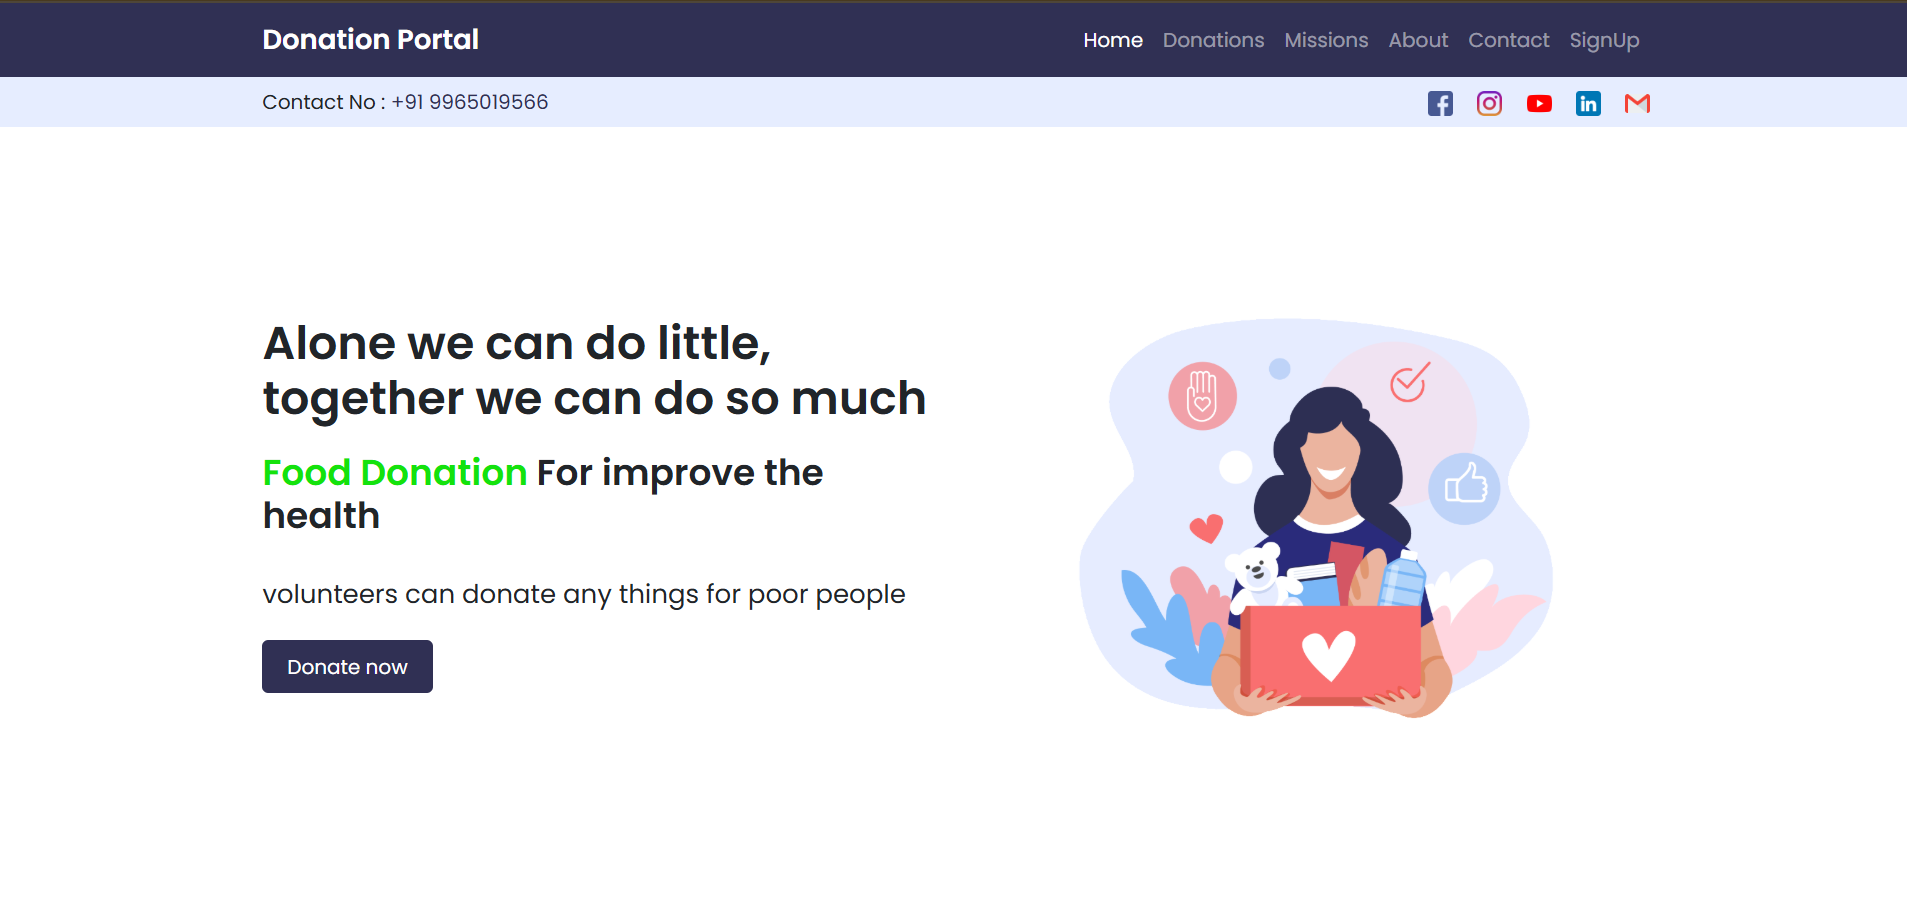 Donation Portal
Home Donations Missions About Contact SignUp
Contact No : +91 9965019566
in
Alone we can do little,
together we can do so much
Food Donation For improve the
health
volunteers can donate any things for poor people
Donate now